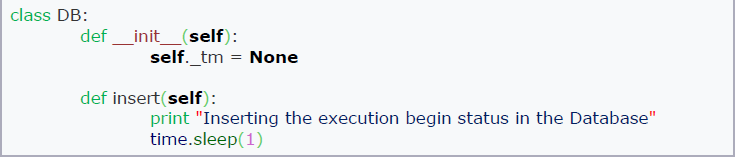 class DB:
def __init__(self):
self._tm = None
def insert(self):
print "Inserting the execution begin status in the Database"
time.sleep(1)